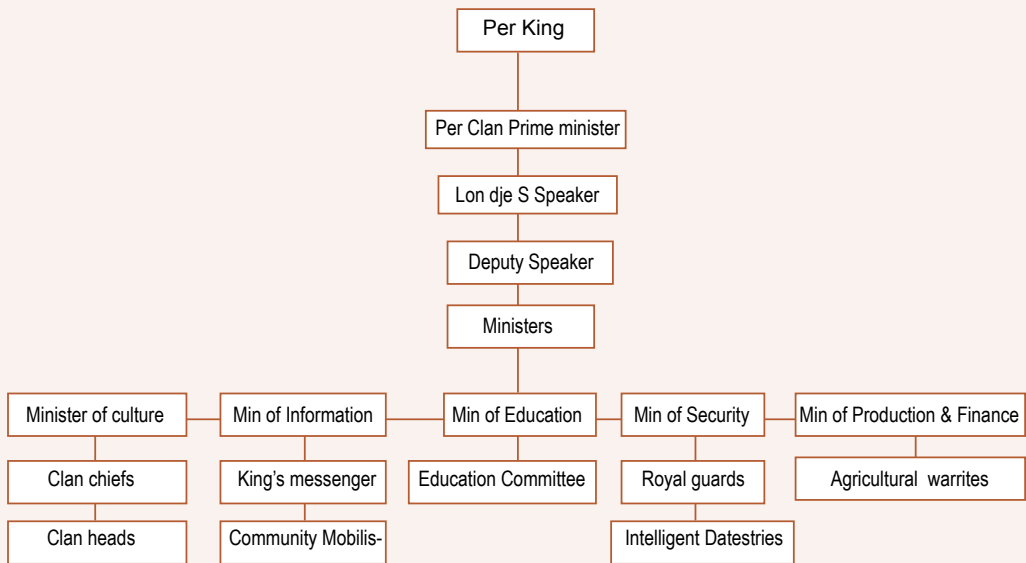 Per King
Per Clan Prime minister
Lon dje S Speaker
Deputy Speaker
Ministers
Minister of culture
Min of Information
Min of Education
Min of Security
Min of Production & Finance
Clan chiefs
King's messenger
Education Committee
Royal guards
Agricultural warrites
Clan heads
Community Mobilis-
Intelligent Datestries